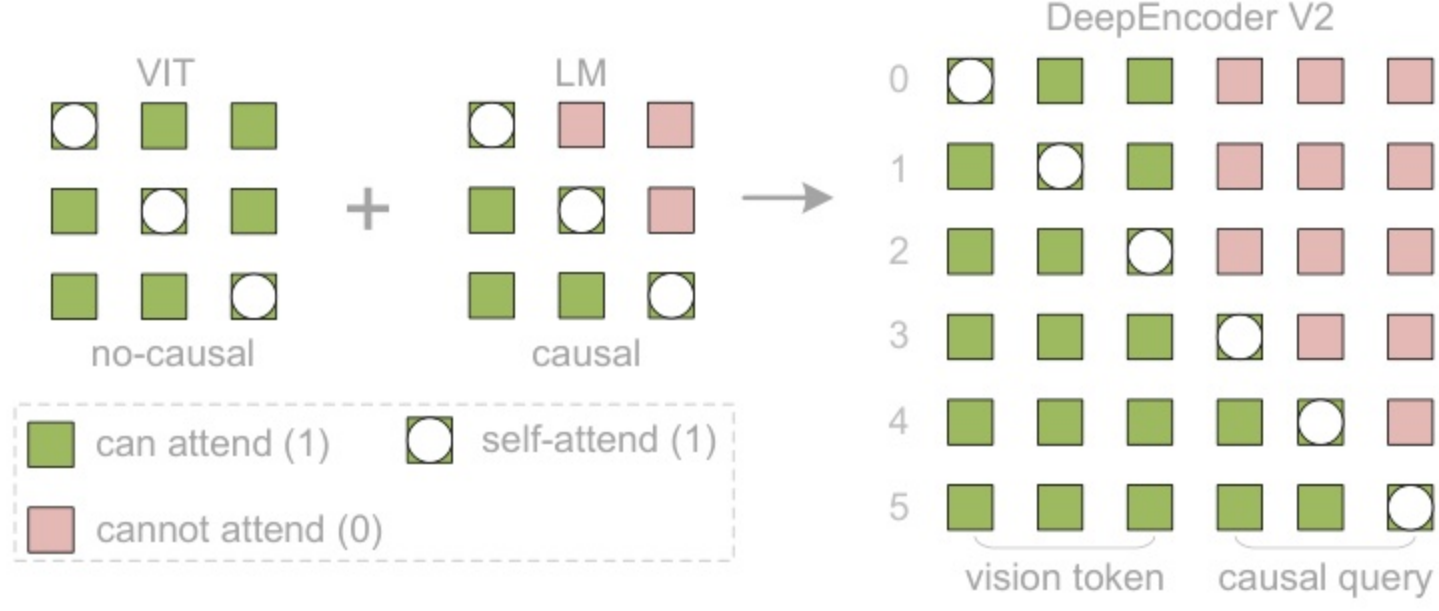 VIT
LM
DeepEncoder V2
+
no-causal
causal
can attend (1)
self-attend (1)
cannot attend (0)
0
1
2
3
4
5
vision token
causal query